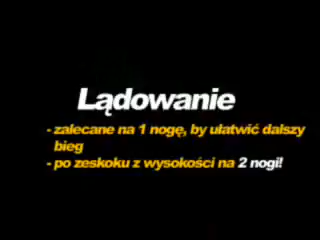 Lądowanie
- zalecane na 1 nogę, by ułatwić dalszy
bieg
- po zeskoku z wysokości na 2 nogi!